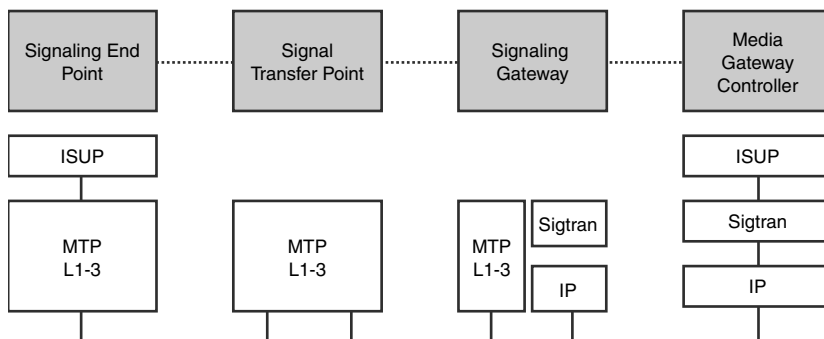 Signaling End
Point
Signal
Transfer Point
Signaling
Gateway
Media
Gateway
Controller
ISUP
ISUP
MTP
L1-3
MTP
L1-3
MTP
L1-3
Sigtran
IP
Sigtran
IP